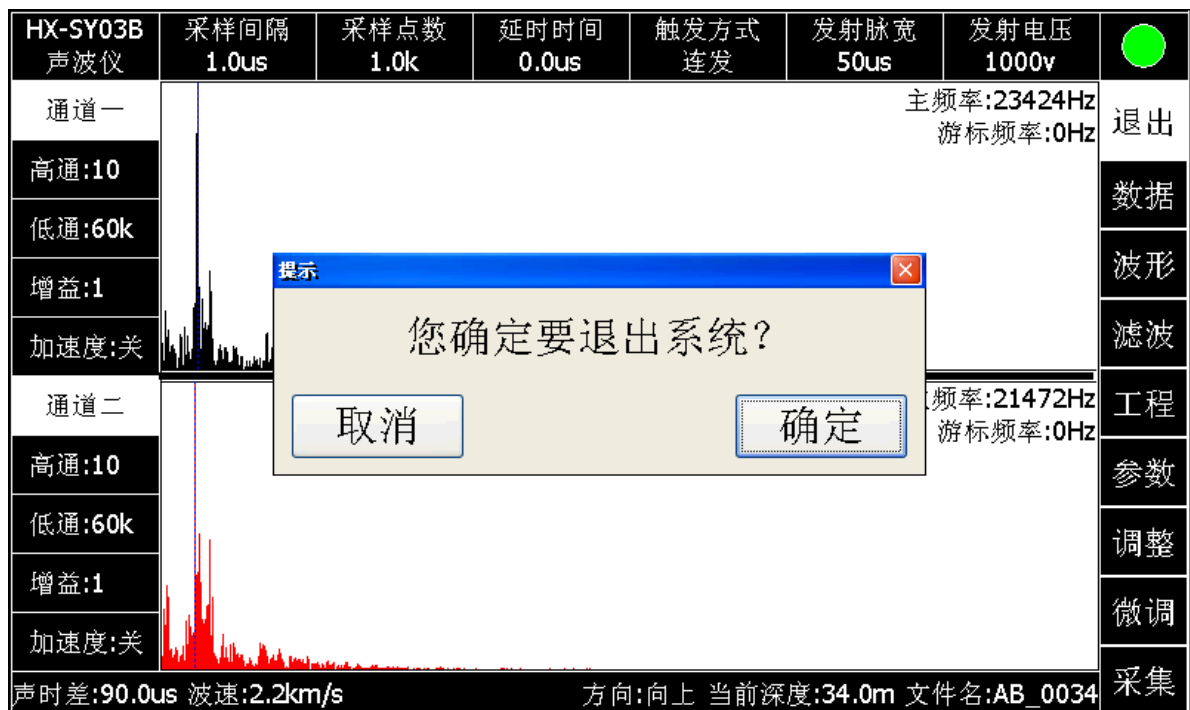 HX-SY03B 采样间隔 采样点数 延时时间 触发方式 发射脉宽 发射电压
声波仪 1.0us 1.0k 0.0us 连发 50us 1000v
通道一
高通:10
低通:60k
增益:1
加速度:关
主频率:23424Hz
游标频率:0Hz
提示
您确定要退出系统?
取消 确定
通道二
高通:10
低通:60k
增益:1
加速度:关
频率:21472Hz
游标频率:0Hz
退出
数据
波形
滤波
工程
参数
调整
微调
采集
声时差:90.0us 波速:2.2km/s 方向:向上 当前深度:34.0m 文件名:AB_0034